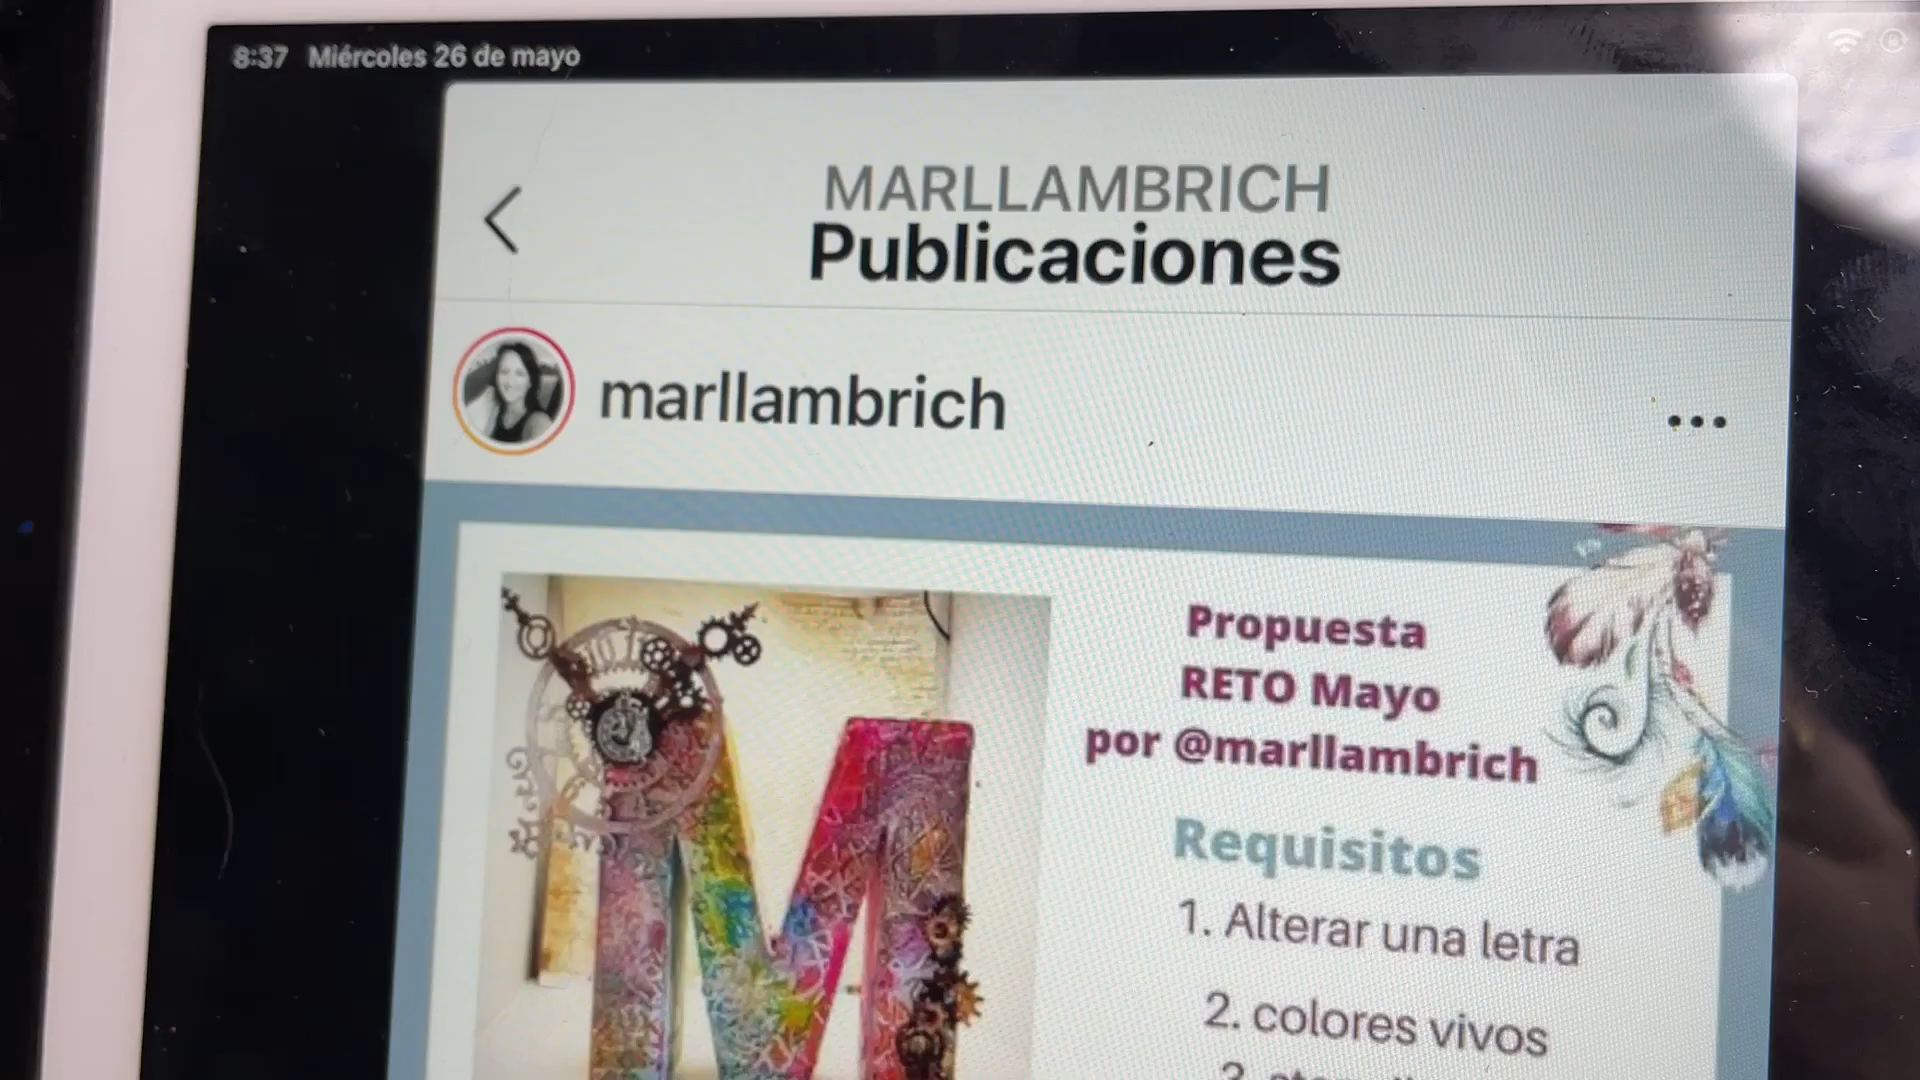 8:37 Miércoles 26 de mayo
MARLLAMBRICH
Publicaciones
marllambrich
Propuesta
RETO Mayo
por @marllambrich
Requisitos
1. Alterar una letra
2. colores vivos